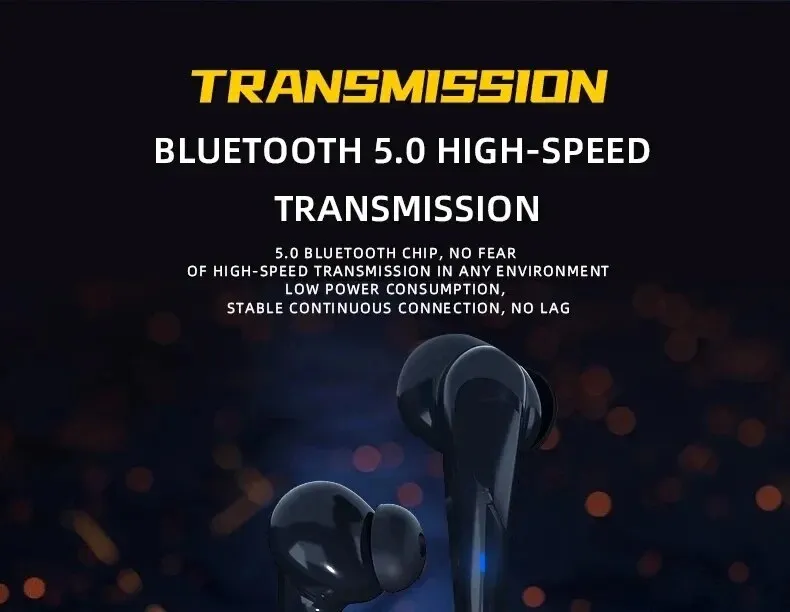 TRANSMISSION
BLUETOOTH 5.0 HIGH-SPEED
TRANSMISSION
5.0 BLUETOOTH CHIP, NO FEAR
OF HIGH-SPEED TRANSMISSION IN ANY ENVIRONMENT
LOW POWER CONSUMPTION,
STABLE CONTINUOUS CONNECTION, NO LAG